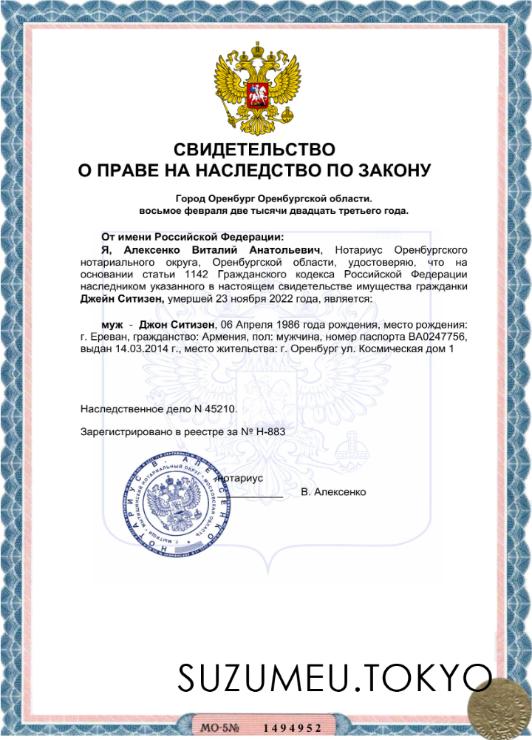 СВИДЕТЕЛЬСТВО
О ПРАВЕ НА НАСЛЕДСТВО ПО ЗАКОНУ
Город Оренбург Оренбургской области.
восьмое февраля две тысячи двадцать третьего года.
От имени Российской Федерации:
Я, Алексенко Виталий Анатольевич, Нотариус Оренбургского
нотариального округа, Оренбургской области, удостоверяю, что на
основании статьи 1142 Гражданского кодекса Российской Федерации
наследником указанного в настоящем свидетельстве имущества гражданки
Джейн Ситизен, умершей 23 ноября 2022 года, является:
муж - Джон Ситизен, 06 Апреля 1986 года рождения, место рождения:
г. Ереван, гражданство: Армения, пол: мужчина, номер паспорта BA0247756,
выдан 14.03.2014 г., место жительства: г. Оренбург ул. Космическая дом 1
Наследственное дело N 45210.
Зарегистрировано в реестре за № Н-883
нотариус
В. Алексенко
НОТАРИУС В. АЛЕКСЕНКО
SUZUMEU.TOKYO
МО-5№ 1494952